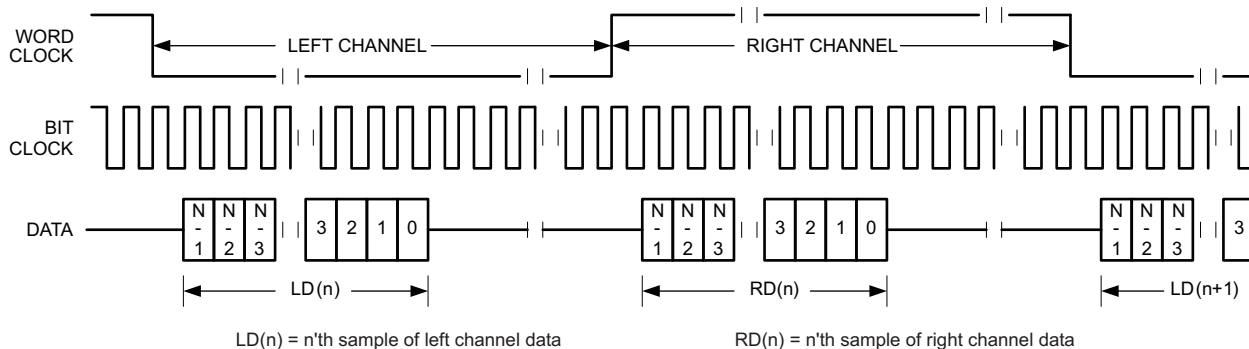 WORD
CLOCK
LEFT CHANNEL
RIGHT CHANNEL
BIT
CLOCK
DATA
N
-
1
N
-
2
N
-
3
3
2
1
0
N
-
1
N
-
2
N
-
3
3
2
1
0
N
-
1
N
-
2
N
-
3
3
LD(n)
RD(n)
LD(n+1)
LD(n) = n'th sample of left channel data
RD(n) = n'th sample of right channel data